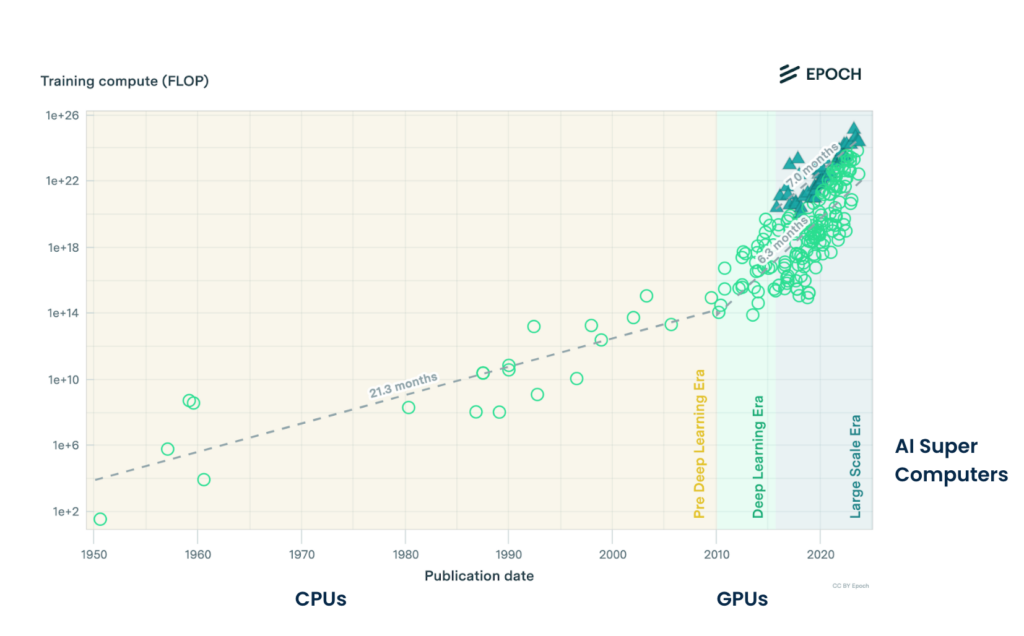 EPOCH
Training compute (FLOP)
1e+26
1e+22
1e+18
1e+14
1e+10
1e+6
1e+2
21.3 months
6.3 months
7.0 months
Pre Deep Learning Era
Deep Learning Era
Large Scale Era
AI Super
Computers
1950
1960
1970
1980
1990
2000
2010
2020
Publication date
CC BY Epoch
CPUs
GPUs